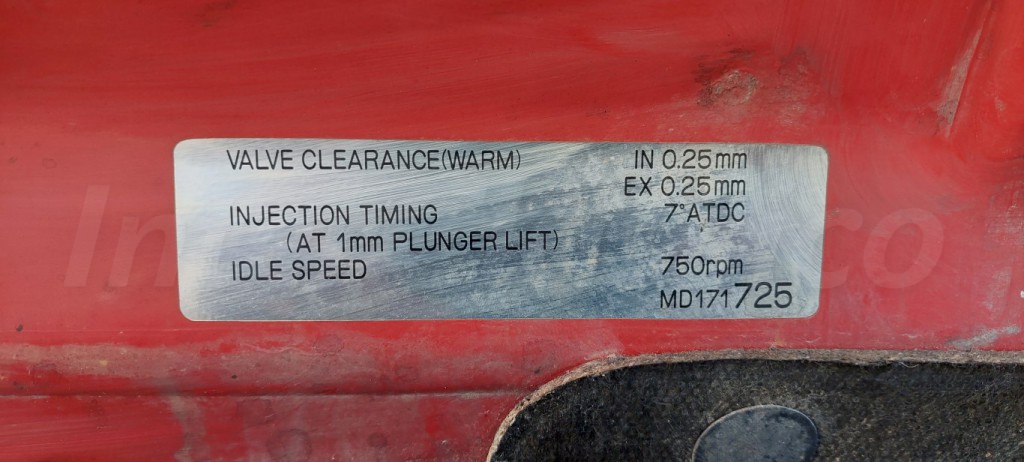 VALVE CLEARANCE(WARM) IN 0.25mm
EX 0.25mm
INJECTION TIMING 7°ATDC
(AT 1mm PLUNGER LIFT)
IDLE SPEED 750rpm
MD171725